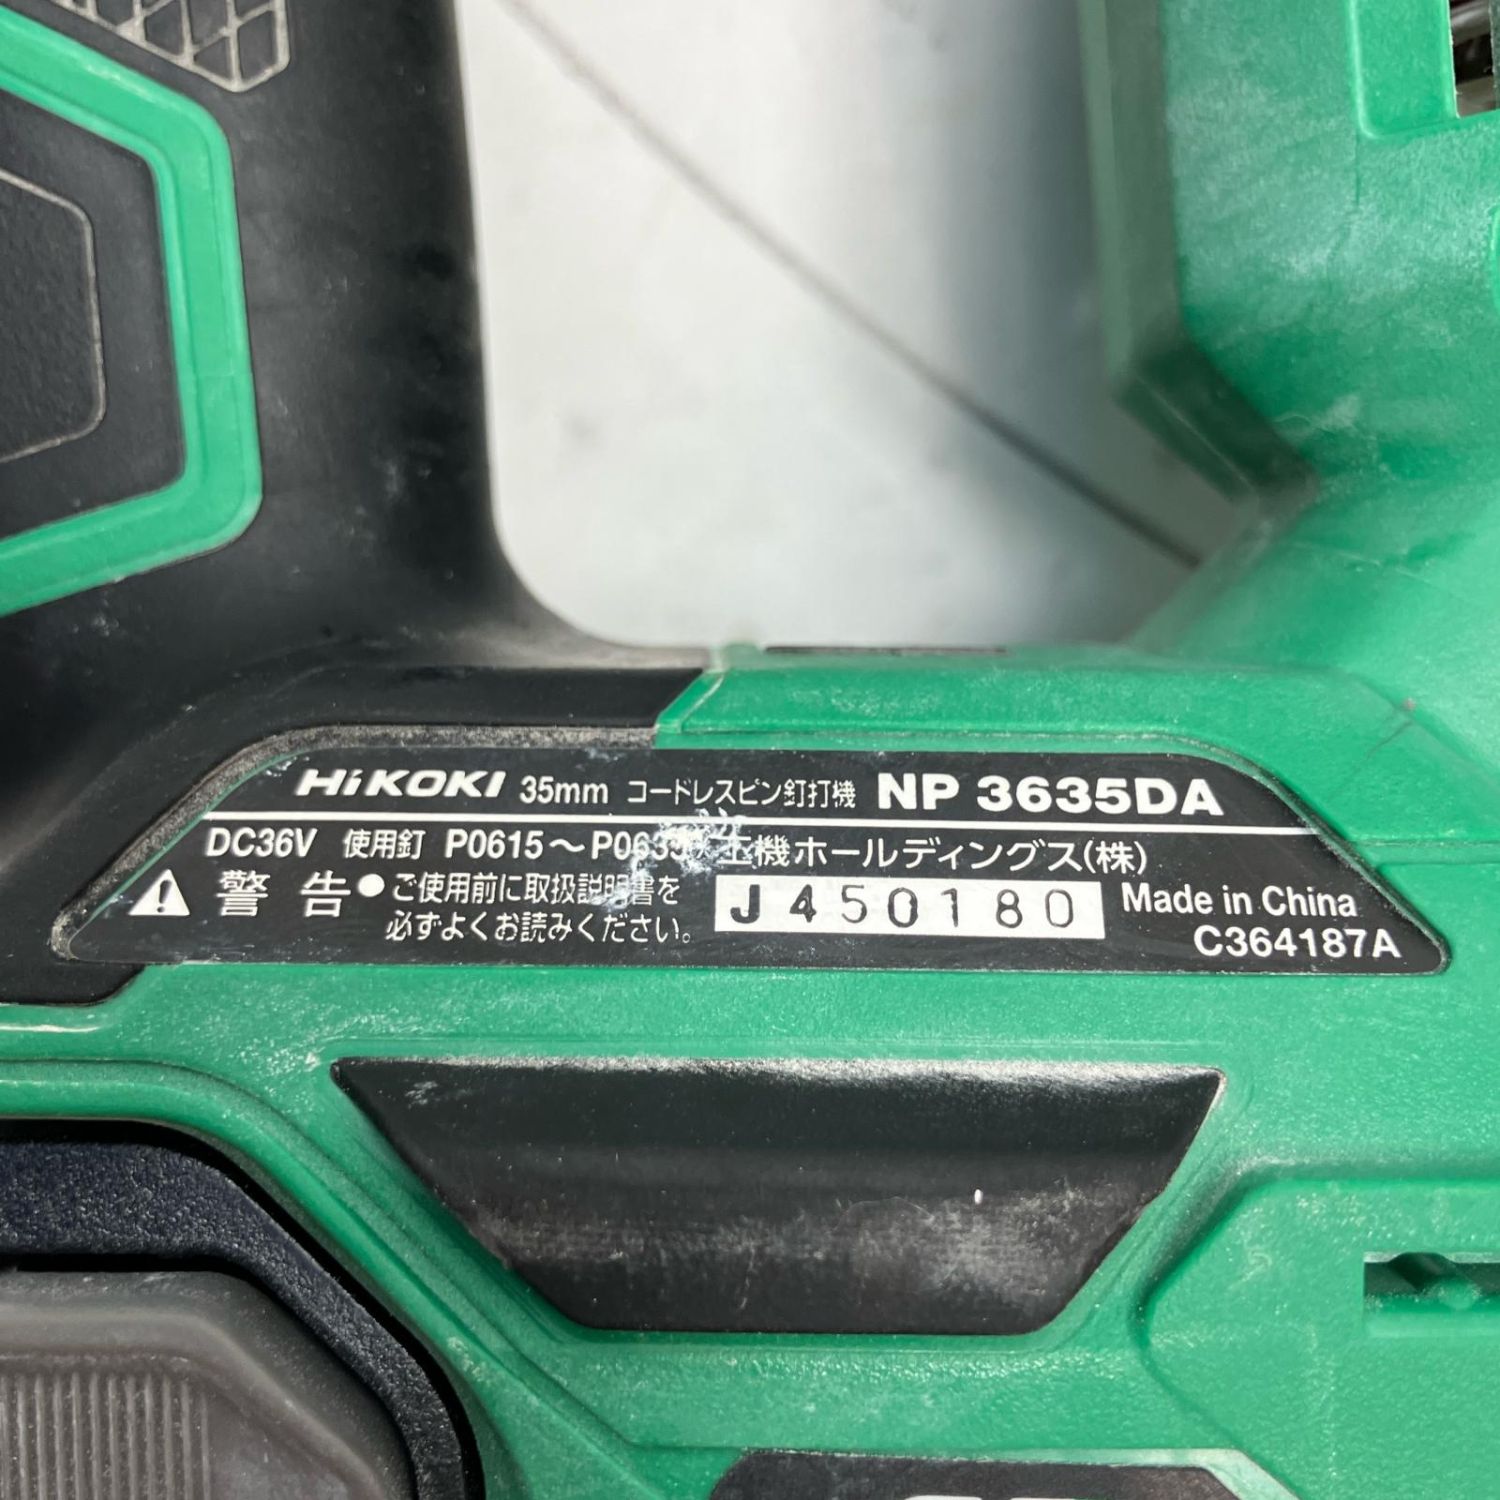 HiKOKI 35mm コードレスピン釘打機 NP 3635DA
DC36V 使用釘 P0615～P0635 工機ホールディングス(株)
⚠ 警告 ●ご使用前に取扱説明書を
必ずよくお読みください。
J450180
Made in China
C364187A